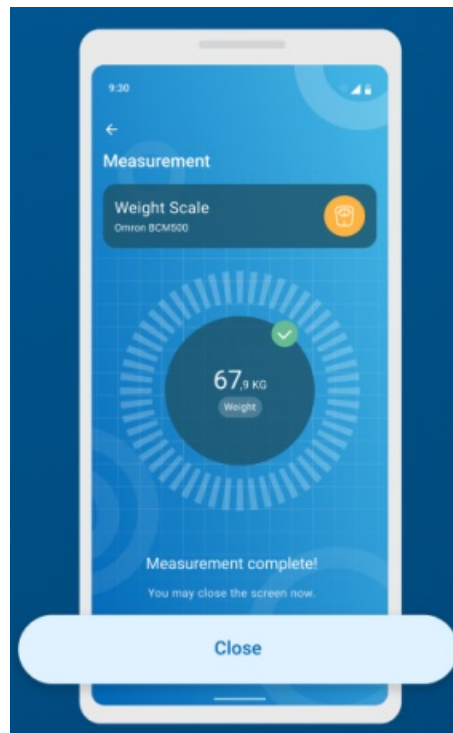 9:30
Measurement
Weight Scale
Omron BCM500
67,9 KG
Weight
Measurement complete!
You may close the screen now.
Close